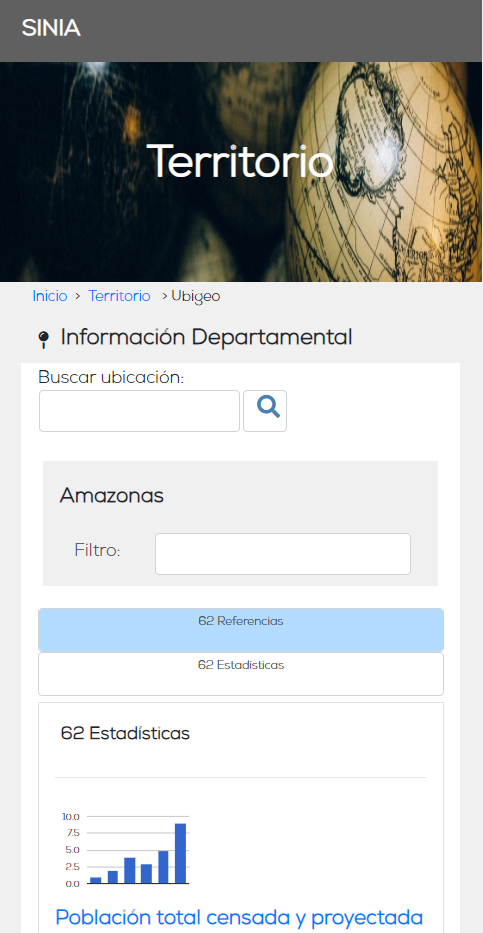 SINIA
Territorio
Inicio > Territorio > Ubigeo
Información Departamental
Buscar ubicación:
Amazonas
Filtro:
62 Referencias
62 Estadísticas
62 Estadísticas
10.0
7.5
5.0
2.5
0.0
Población total censada y proyectada